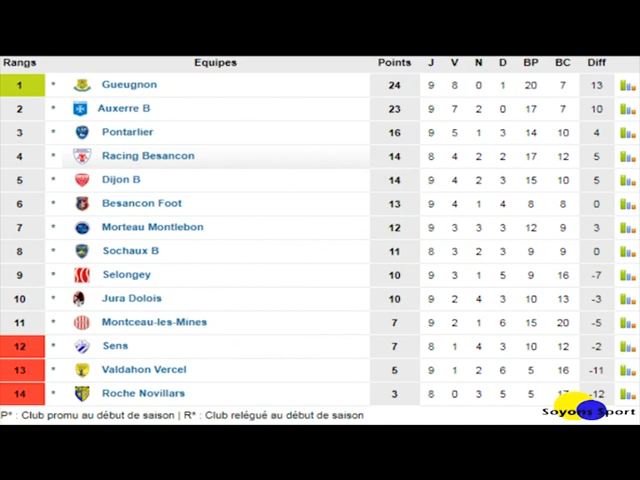 Rangs Equipes Points J V N D BP BC Diff
1 * Gueugnon 24 9 8 0 1 20 7 13
2 * Auxerre B 23 9 7 2 0 17 7 10
3 * Pontarlier 16 9 5 1 3 14 10 4
4 * Racing Besancon 14 8 4 2 2 17 12 5
5 * Dijon B 14 9 4 2 3 15 10 5
6 * Besancon Foot 13 9 4 1 4 8 8 0
7 * Morteau Montlebon 12 9 3 3 3 12 9 3
8 * Sochaux B 11 8 3 2 3 9 9 0
9 * Selongey 10 9 3 1 5 9 16 -7
10 * Jura Dolois 10 9 2 4 3 10 13 -3
11 * Montceau-les-Mines 7 9 2 1 6 15 20 -5
12 * Sens 7 8 1 4 3 10 12 -2
13 * Valdahon Vercel 5 9 1 2 6 5 16 -11
14 * Roche Novillars 3 8 0 3 5 5 17 -12
P* : Club promu au début de saison | R* : Club relégué au début de saison
Soyons Sport